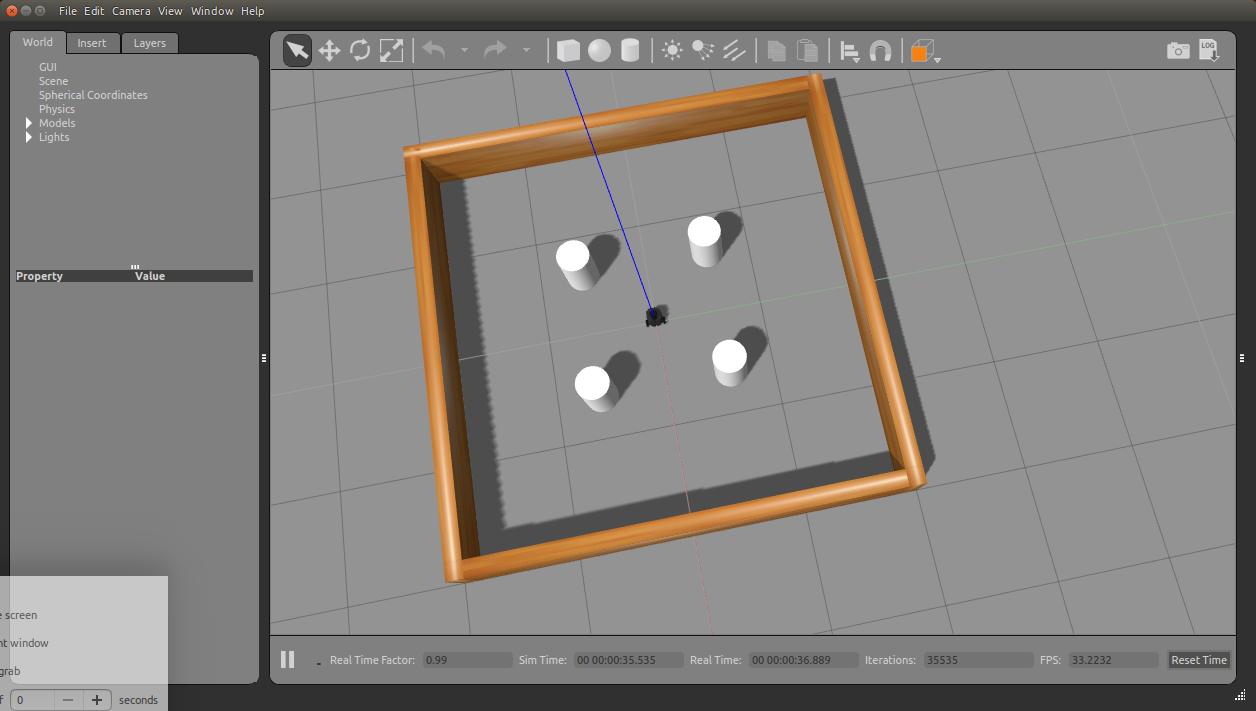 File Edit Camera View Window Help
World Insert Layers
GUI
Scene
Spherical Coordinates
Physics
Models
Lights
Property Value
LOG
e screen
nt window
grab
f 0 seconds
Real Time Factor: 0.99 Sim Time: 00 00:00:35.535 Real Time: 00 00:00:36.889 Iterations: 35535 FPS: 33.2232 Reset Time